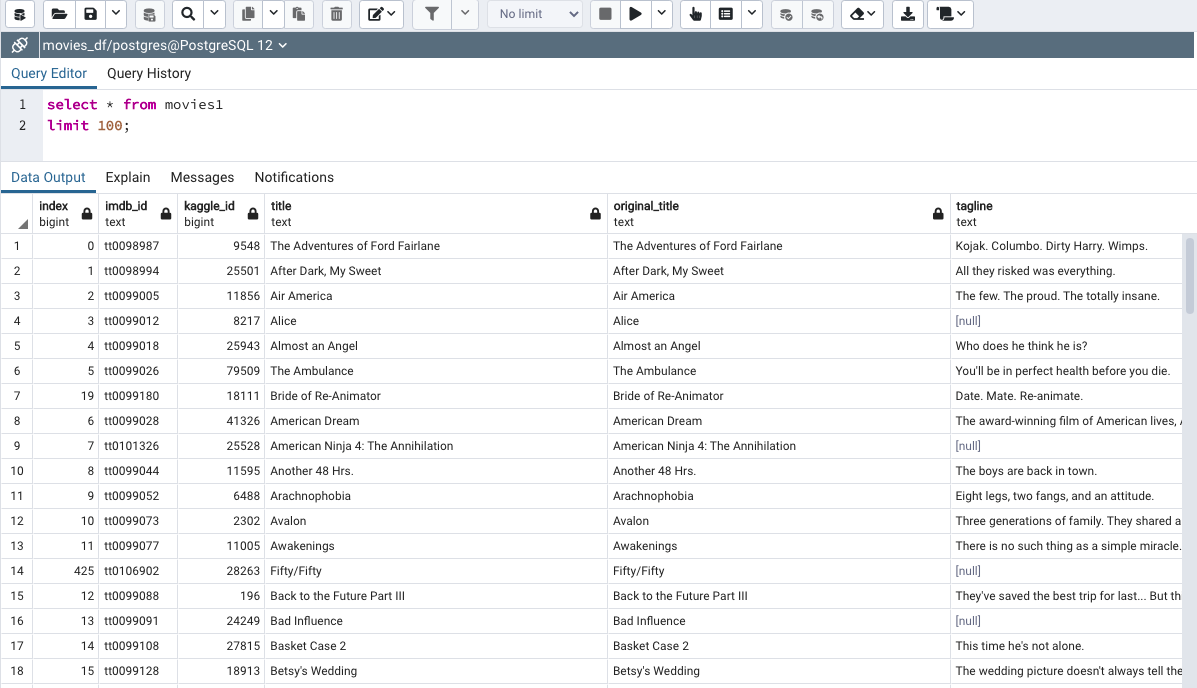 No limit
movies_df/postgres@PostgreSQL 12
Query Editor Query History
1 select * from movies1
2 limit 100;
Data Output Explain Messages Notifications
index imdb_id kaggle_id title original_title tagline
bigint text bigint text text text
1 0 tt0098987 9548 The Adventures of Ford Fairlane The Adventures of Ford Fairlane Kojak. Columbo. Dirty Harry. Wimps.
2 1 tt0098994 25501 After Dark, My Sweet After Dark, My Sweet All they risked was everything.
3 2 tt0099005 11856 Air America Air America The few. The proud. The totally insane.
4 3 tt0099012 8217 Alice Alice [null]
5 4 tt0099018 25943 Almost an Angel Almost an Angel Who does he think he is?
6 5 tt0099026 79509 The Ambulance The Ambulance You'll be in perfect health before you die.
7 19 tt0099180 18111 Bride of Re-Animator Bride of Re-Animator Date. Mate. Re-animate.
8 6 tt0099028 41326 American Dream American Dream The award-winning film of American lives,
9 7 tt0101326 25528 American Ninja 4: The Annihilation American Ninja 4: The Annihilation [null]
10 8 tt0099044 11595 Another 48 Hrs. Another 48 Hrs. The boys are back in town.
11 9 tt0099052 6488 Arachnophobia Arachnophobia Eight legs, two fangs, and an attitude.
12 10 tt0099073 2302 Avalon Avalon Three generations of family. They shared a
13 11 tt0099077 11005 Awakenings Awakenings There is no such thing as a simple miracle.
14 425 tt0106902 28263 Fifty/Fifty Fifty/Fifty [null]
15 12 tt0099088 196 Back to the Future Part III Back to the Future Part III They've saved the best trip for last... But th
16 13 tt0099091 24249 Bad Influence Bad Influence [null]
17 14 tt0099108 27815 Basket Case 2 Basket Case 2 This time he's not alone.
18 15 tt0099128 18913 Betsy's Wedding Betsy's Wedding The wedding picture doesn't always tell the